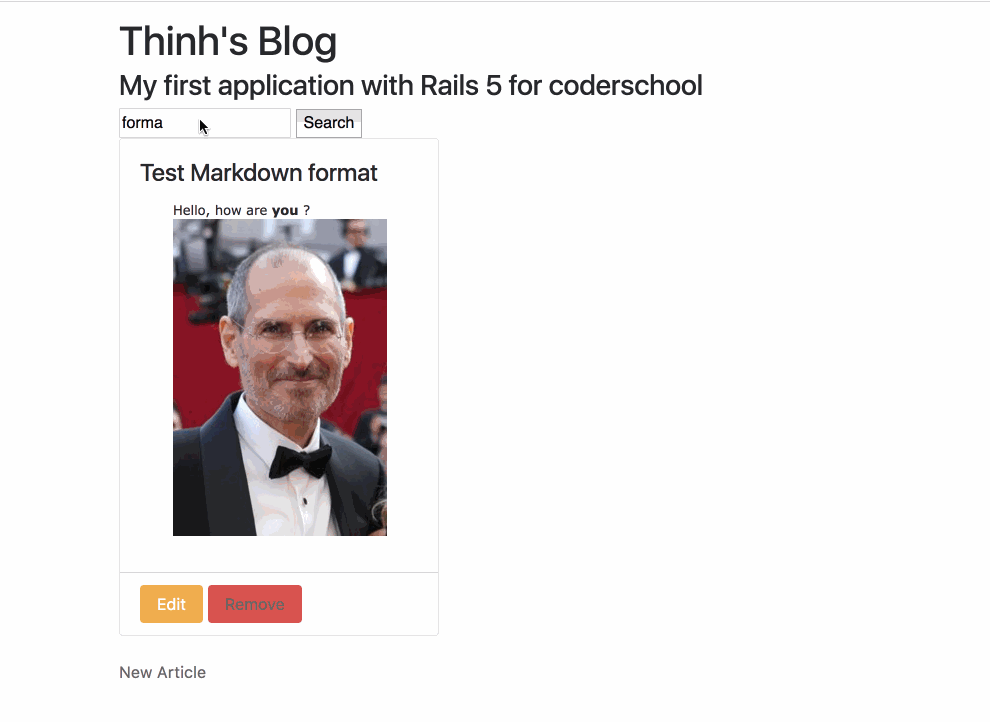 Thinh's Blog
My first application with Rails 5 for coderschool
forma Search
Test Markdown format
Hello, how are you ?
Edit Remove
New Article